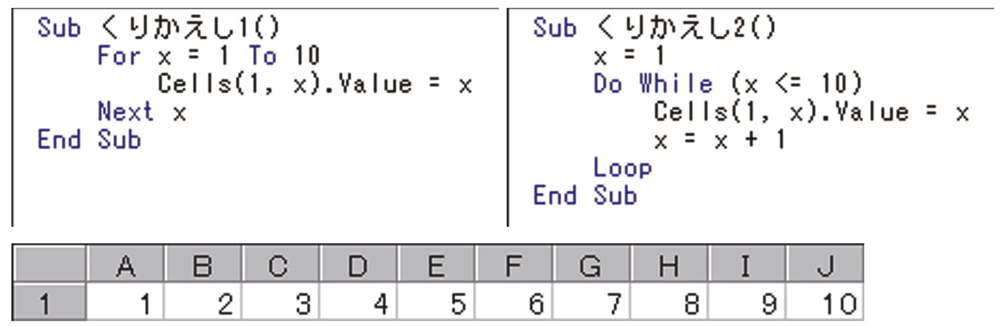 Sub くりかえし1()
For x = 1 To 10
Cells(1, x).Value = x
Next x
End Sub
Sub くりかえし2()
x = 1
Do While (x <= 10)
Cells(1, x).Value = x
x = x + 1
Loop
End Sub
A B C D E F G H I J
1 1 2 3 4 5 6 7 8 9 10